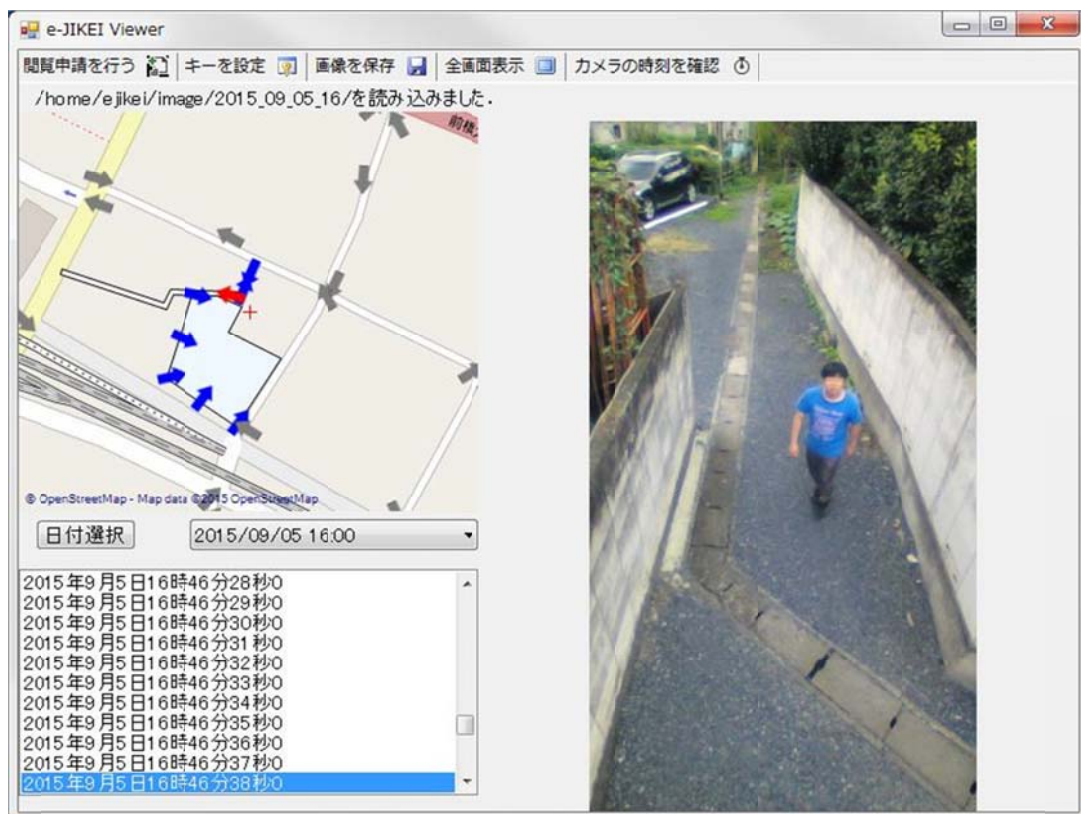 e-JIKEI Viewer
閲覧申請を行う キーを設定 画像を保存 全画面表示 カメラの時刻を確認
/home/ejikei/image/2015_09_05_16/を読み込みました.
前橋
© OpenStreetMap - Map data ©2015 OpenStreetMap
日付選択 2015/09/05 16:00
2015年9月5日16時46分28秒0
2015年9月5日16時46分29秒0
2015年9月5日16時46分30秒0
2015年9月5日16時46分31秒0
2015年9月5日16時46分32秒0
2015年9月5日16時46分33秒0
2015年9月5日16時46分34秒0
2015年9月5日16時46分35秒0
2015年9月5日16時46分36秒0
2015年9月5日16時46分37秒0
2015年9月5日16時46分38秒0